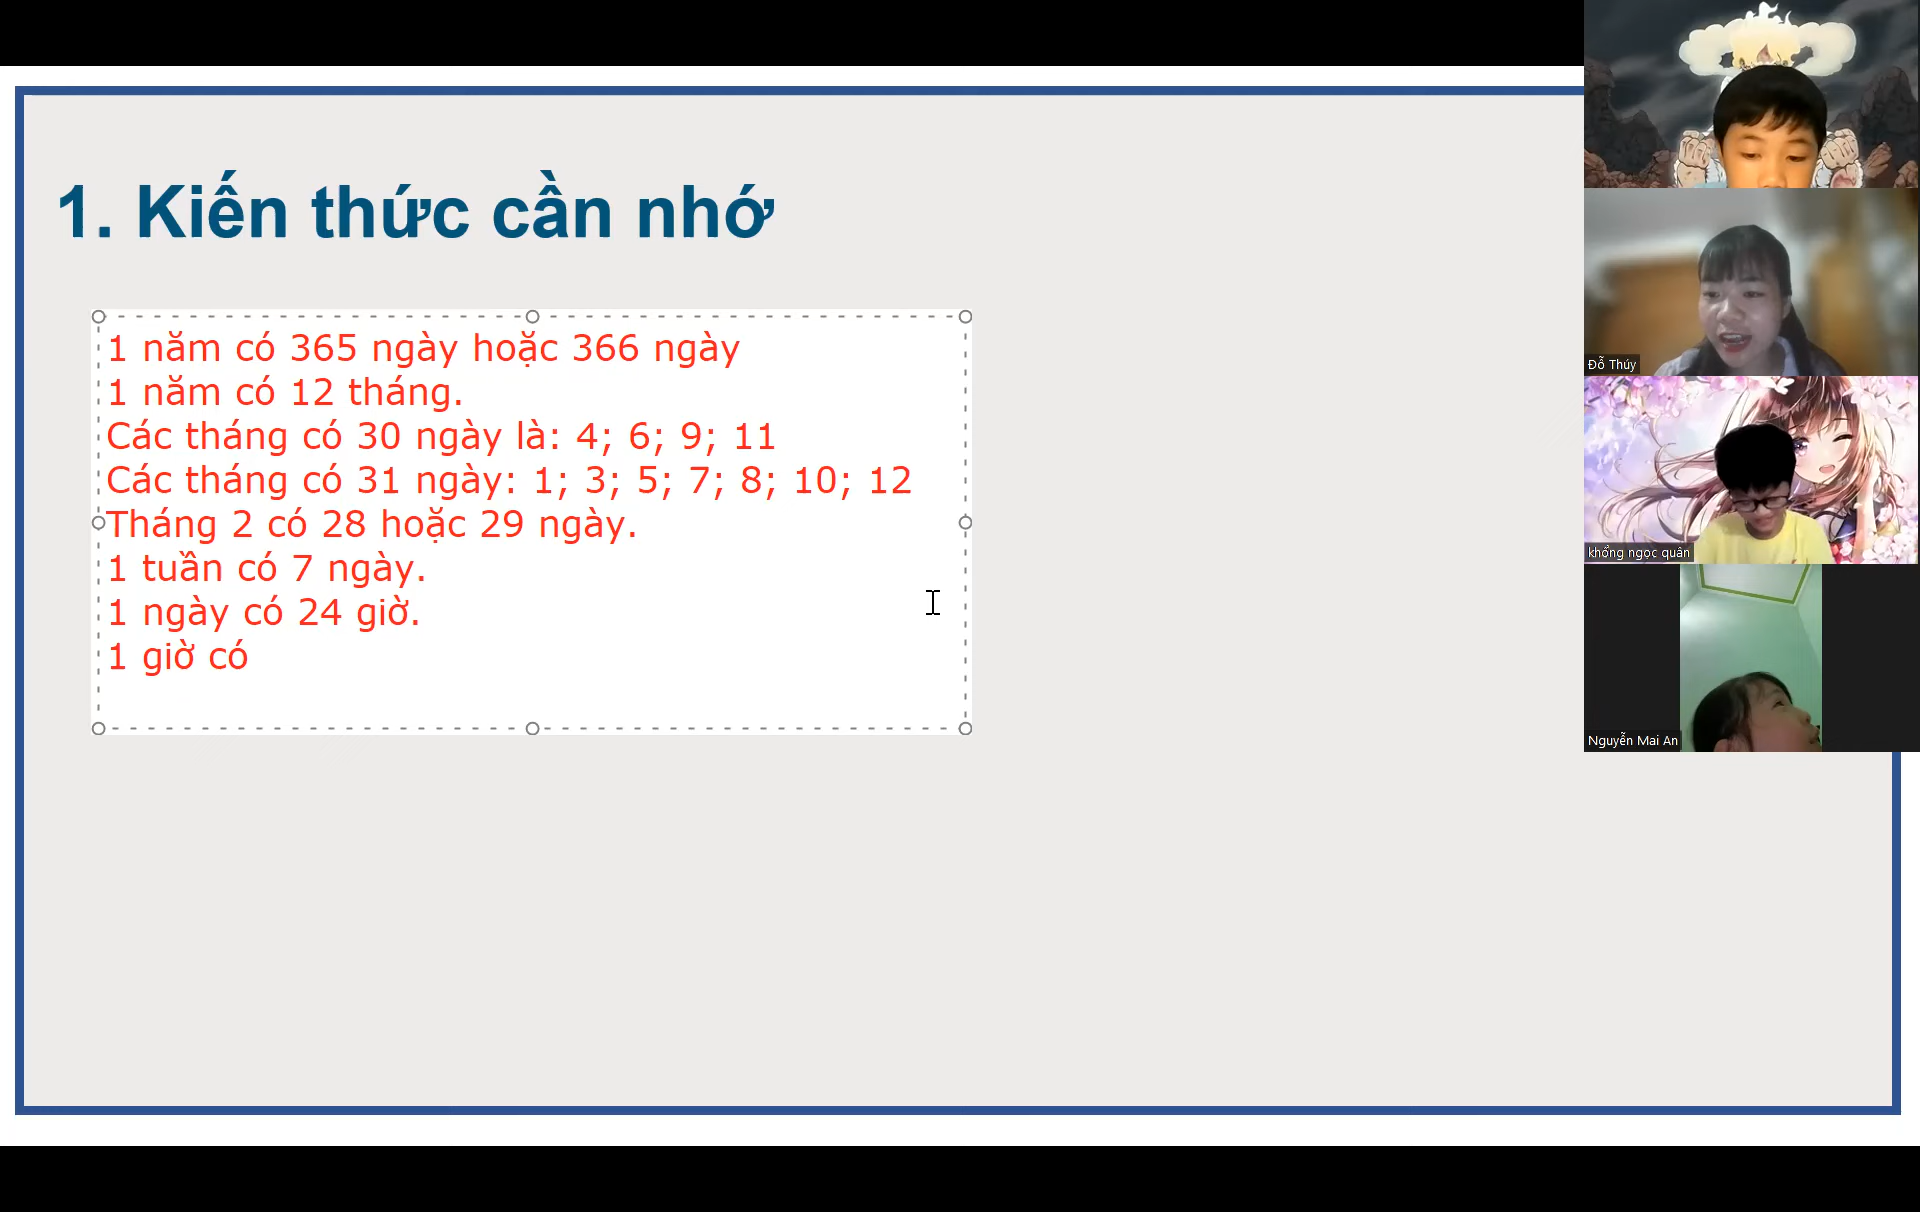 1. Kiến thức cần nhớ
1 năm có 365 ngày hoặc 366 ngày
1 năm có 12 tháng.
Các tháng có 30 ngày là: 4; 6; 9; 11
Các tháng có 31 ngày: 1; 3; 5; 7; 8; 10; 12
Tháng 2 có 28 hoặc 29 ngày.
1 tuần có 7 ngày.
1 ngày có 24 giờ.
1 giờ có
Đỗ Thúy
khổng ngọc quân
Nguyễn Mai An